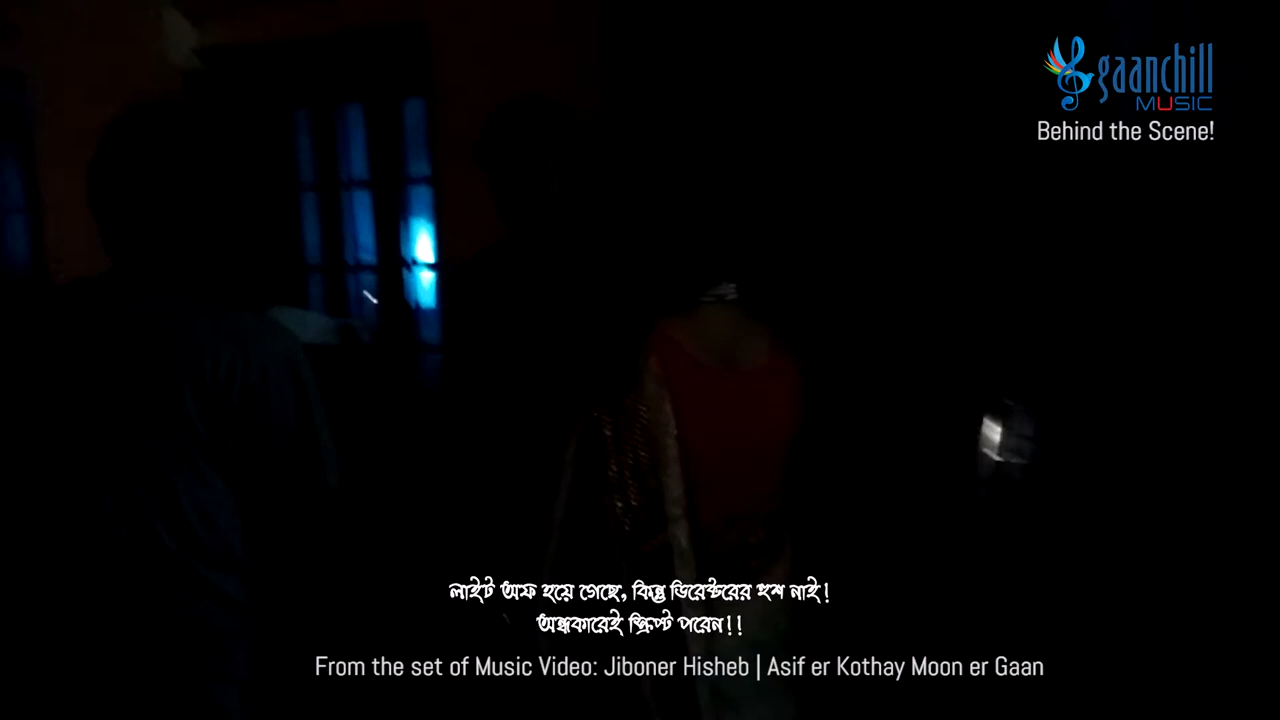 gaanchill
MUSIC
Behind the Scene!
লাইট অফ হয়ে গেছে, কিন্তু ডিরেক্টরের হুশ নাই!
অন্ধকারেই স্ক্রিপ্ট পরেন!!
From the set of Music Video: Jiboner Hisheb | Asif er Kothay Moon er Gaan